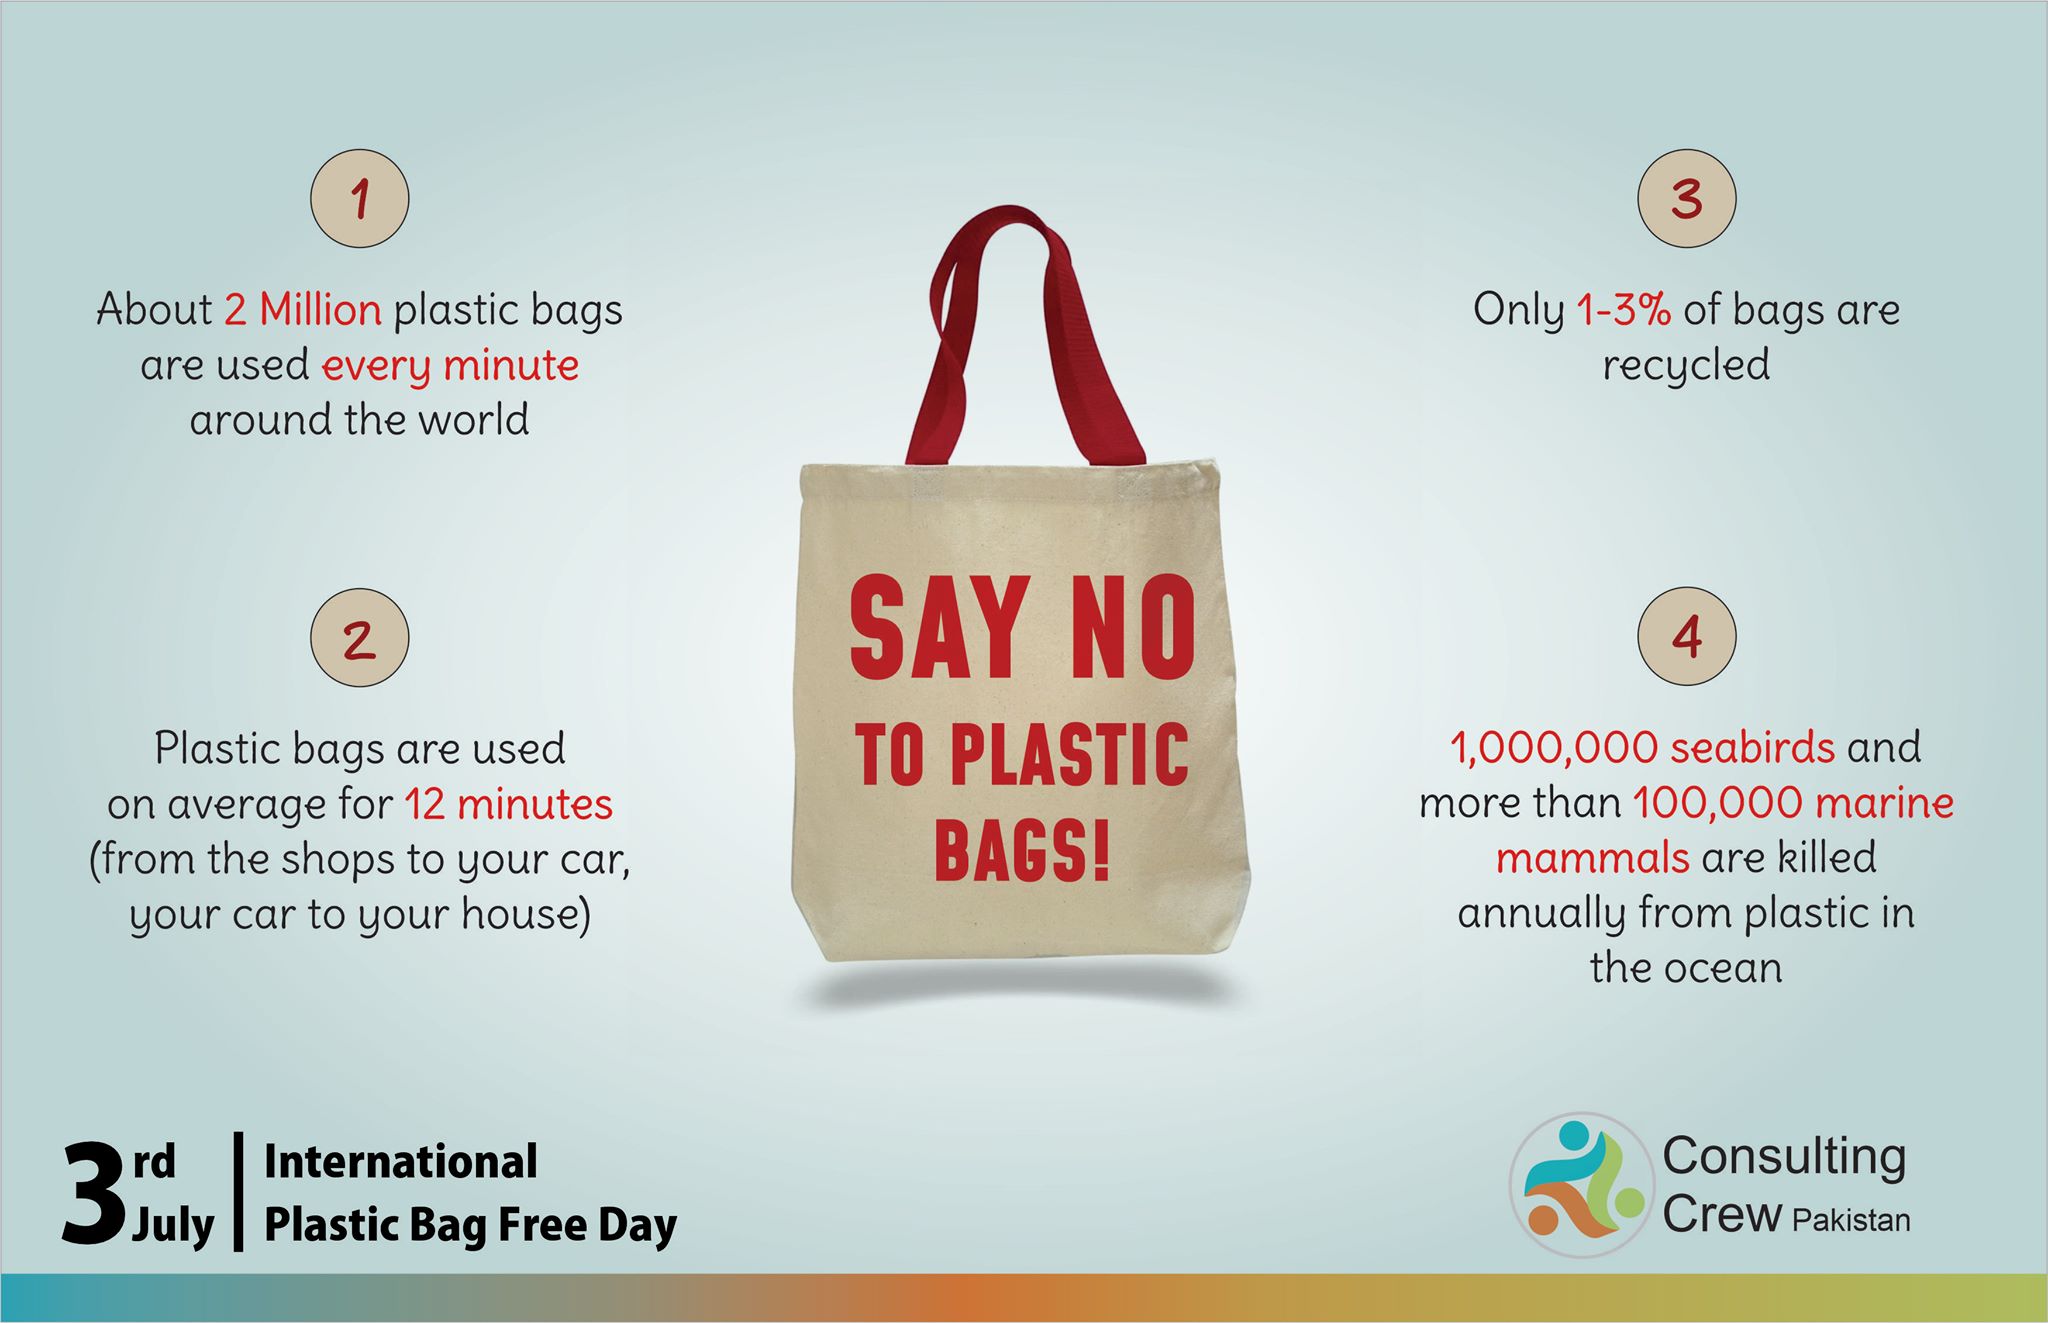 1
About 2 Million plastic bags
are used every minute
around the world
2
Plastic bags are used
on average for 12 minutes
(from the shops to your car,
your car to your house)
SAY NO
TO PLASTIC
BAGS!
3
Only 1-3% of bags are
recycled
4
1,000,000 seabirds and
more than 100,000 marine
mammals are killed
annually from plastic in
the ocean
3rd July | International
Plastic Bag Free Day
Consulting
Crew Pakistan